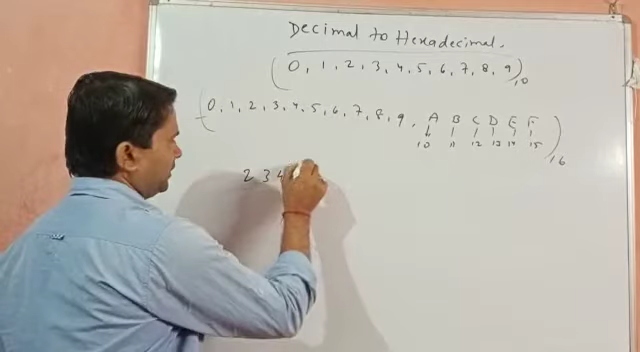 Decimal to Hexadecimal.
(0, 1, 2, 3, 4, 5, 6, 7, 8, 9)10
(0, 1, 2, 3, 4, 5, 6, 7, 8, 9, A B C D E F)16
10 11 12 13 14 15
2 3 4